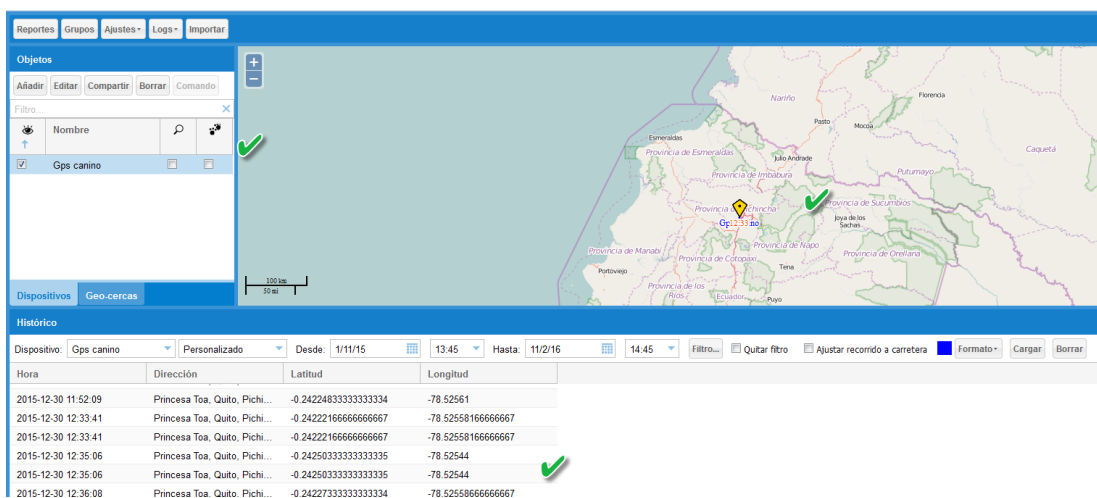 Reportes Grupos Ajustes Logs Importar
Objetos
Añadir Editar Compartir Borrar Comando
Filtro...
Nombre
Gps canino
Dispositivos Geo-cercas
+
−
100 km
50 mi
Nariño
Florencia
Pasto
Mocoa
Esmeraldas
Caquetá
Provincia de Esmeraldas
Julio Andrade
Provincia de Imbabura
Putumayo
Provincia de Sucumbíos
Joya de los
Sachas
Provincia de Manabí
Provincia de Napo
Provincia de Orellana
Provincia de Cotopaxi
Portoviejo
Tena
Provincia de los
Ríos
Ecuador
Puyo
Histórico
Dispositivo: Gps canino Personalizado Desde: 1/11/15 13:45 Hasta: 11/2/16 14:45 Filtro... Quitar filtro Ajustar recorrido a carretera Formato Cargar Borrar
Hora Dirección Latitud Longitud
2015-12-30 11:52:09 Princesa Toa, Quito, Pichi... -0.24224833333333334 -78.52561
2015-12-30 12:33:41 Princesa Toa, Quito, Pichi... -0.24222166666666667 -78.52558166666667
2015-12-30 12:33:41 Princesa Toa, Quito, Pichi... -0.24222166666666667 -78.52558166666667
2015-12-30 12:35:06 Princesa Toa, Quito, Pichi... -0.24250333333333335 -78.52544
2015-12-30 12:35:06 Princesa Toa, Quito, Pichi... -0.24250333333333335 -78.52544
2015-12-30 12:36:08 Princesa Toa, Quito, Pichi... -0.24227333333333334 -78.52558666666667